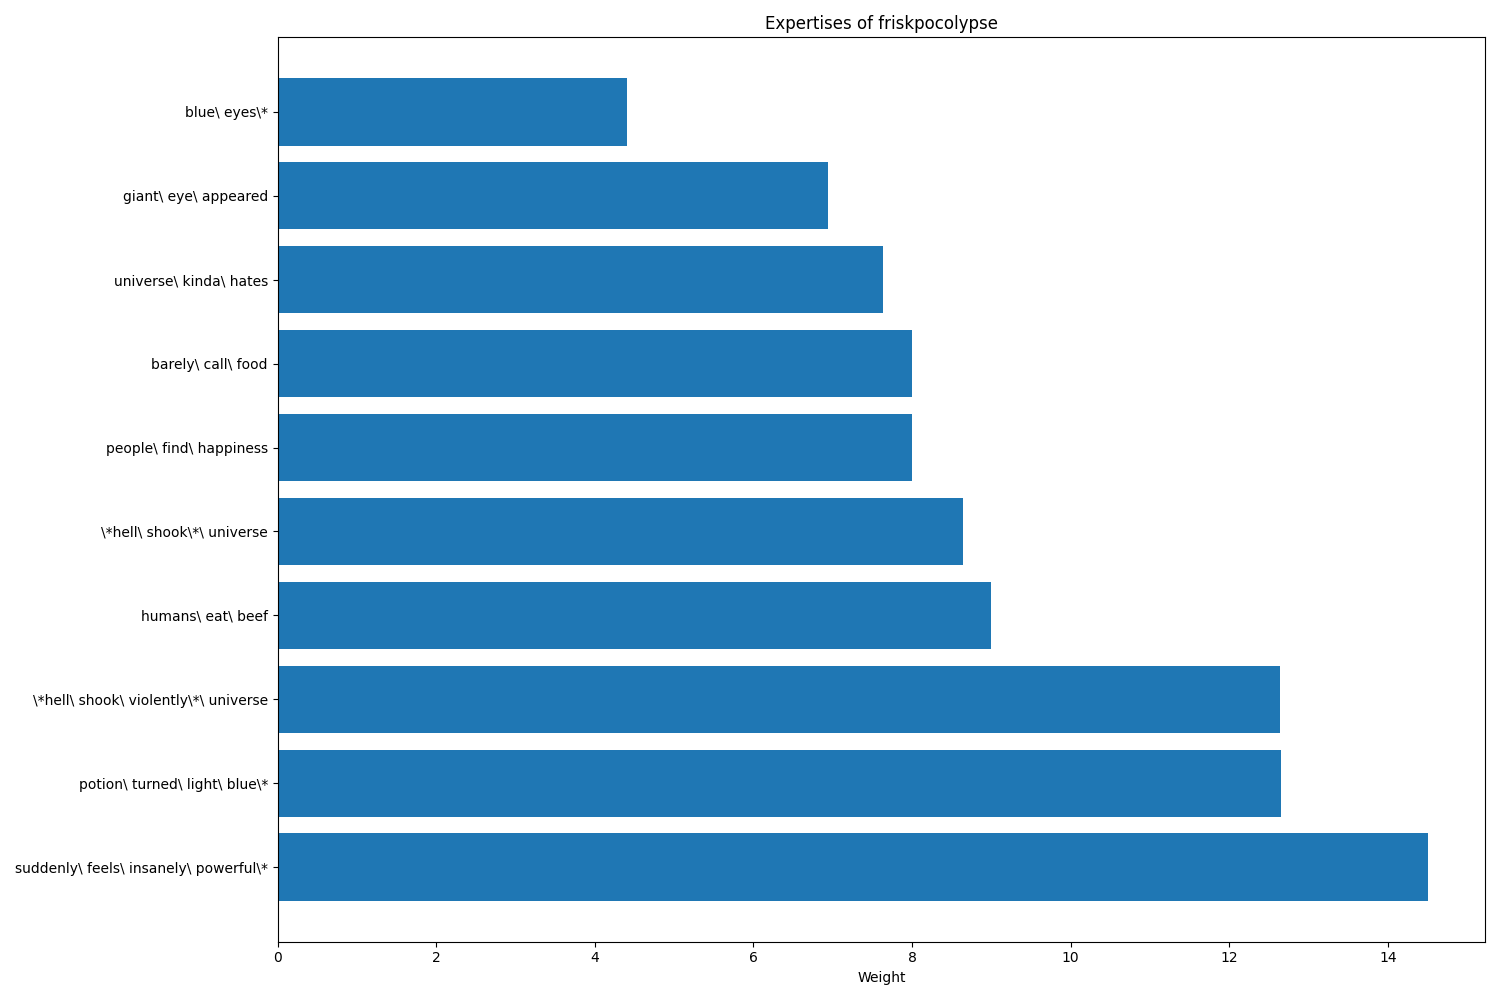 Expertises of friskpocolypse
blue\ eyes\*
giant\ eye\ appeared
universe\ kinda\ hates
barely\ call\ food
people\ find\ happiness
\*hell\ shook\*\ universe
humans\ eat\ beef
\*hell\ shook\ violently\*\ universe
potion\ turned\ light\ blue\*
suddenly\ feels\ insanely\ powerful\*
0 2 4 6 8 10 12 14
Weight